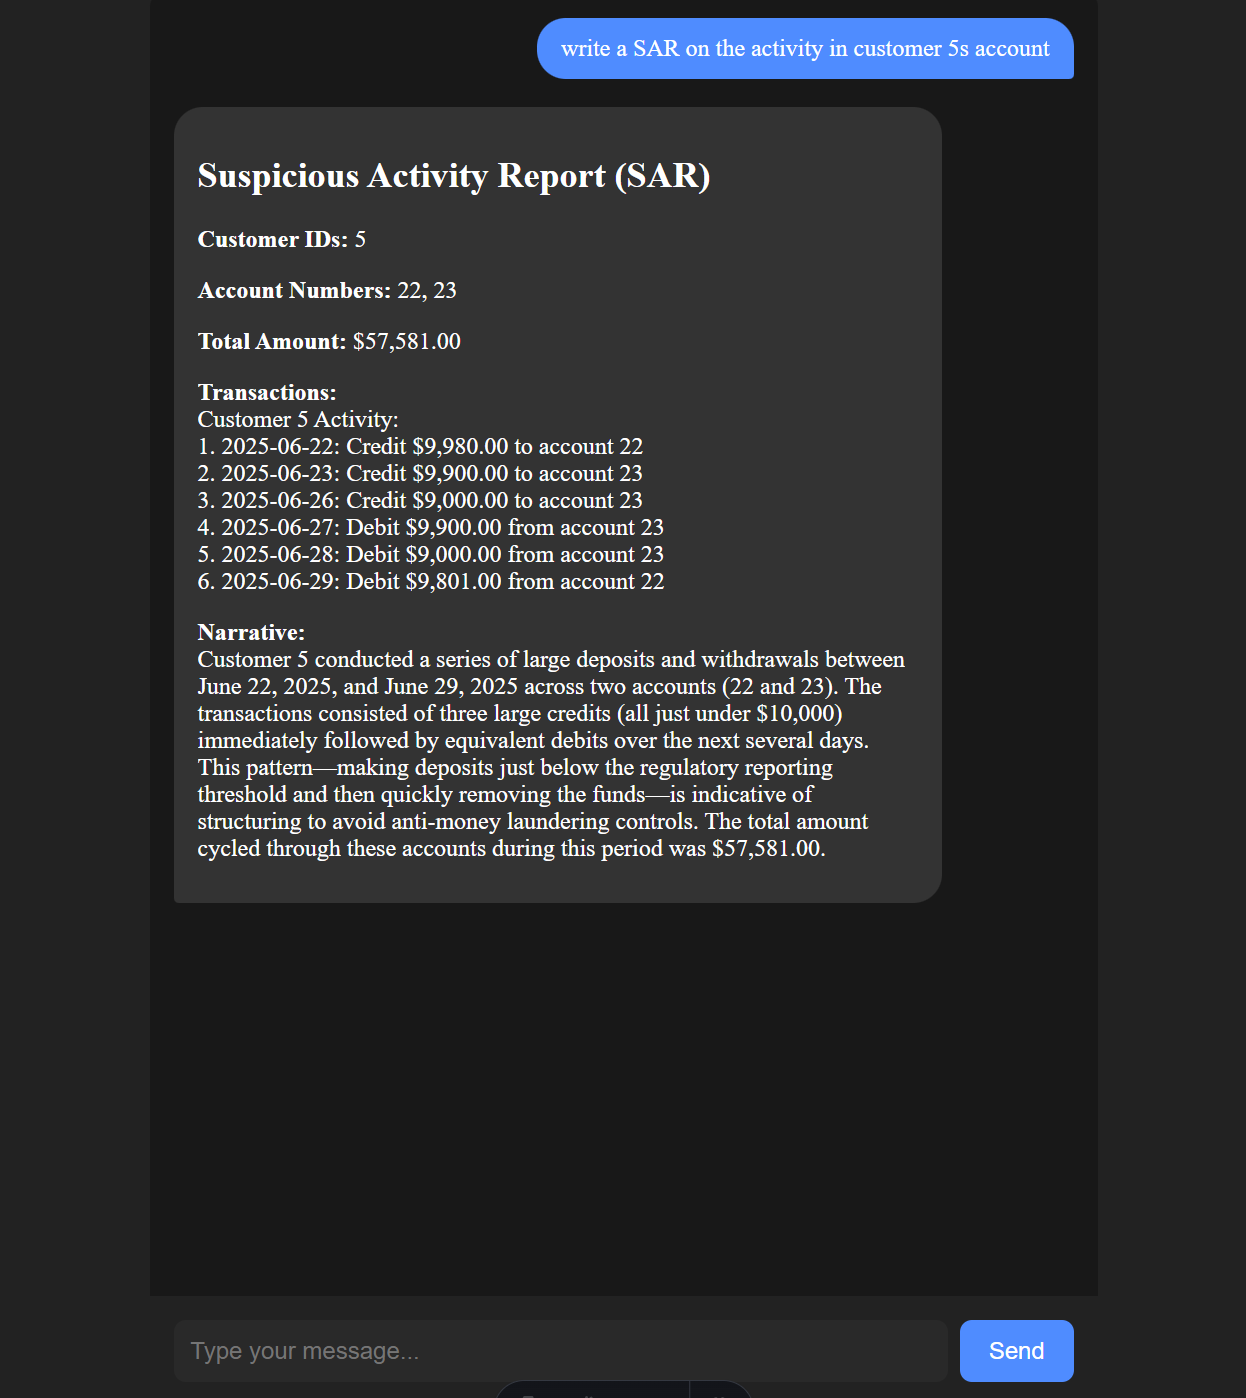 write a SAR on the activity in customer 5s account
Suspicious Activity Report (SAR)
Customer IDs: 5
Account Numbers: 22, 23
Total Amount: $57,581.00
Transactions:
Customer 5 Activity:
1. 2025-06-22: Credit $9,980.00 to account 22
2. 2025-06-23: Credit $9,900.00 to account 23
3. 2025-06-26: Credit $9,000.00 to account 23
4. 2025-06-27: Debit $9,900.00 from account 23
5. 2025-06-28: Debit $9,000.00 from account 23
6. 2025-06-29: Debit $9,801.00 from account 22
Narrative:
Customer 5 conducted a series of large deposits and withdrawals between
June 22, 2025, and June 29, 2025 across two accounts (22 and 23). The
transactions consisted of three large credits (all just under $10,000)
immediately followed by equivalent debits over the next several days.
This pattern—making deposits just below the regulatory reporting
threshold and then quickly removing the funds—is indicative of
structuring to avoid anti-money laundering controls. The total amount
cycled through these accounts during this period was $57,581.00.
Type your message...
Send